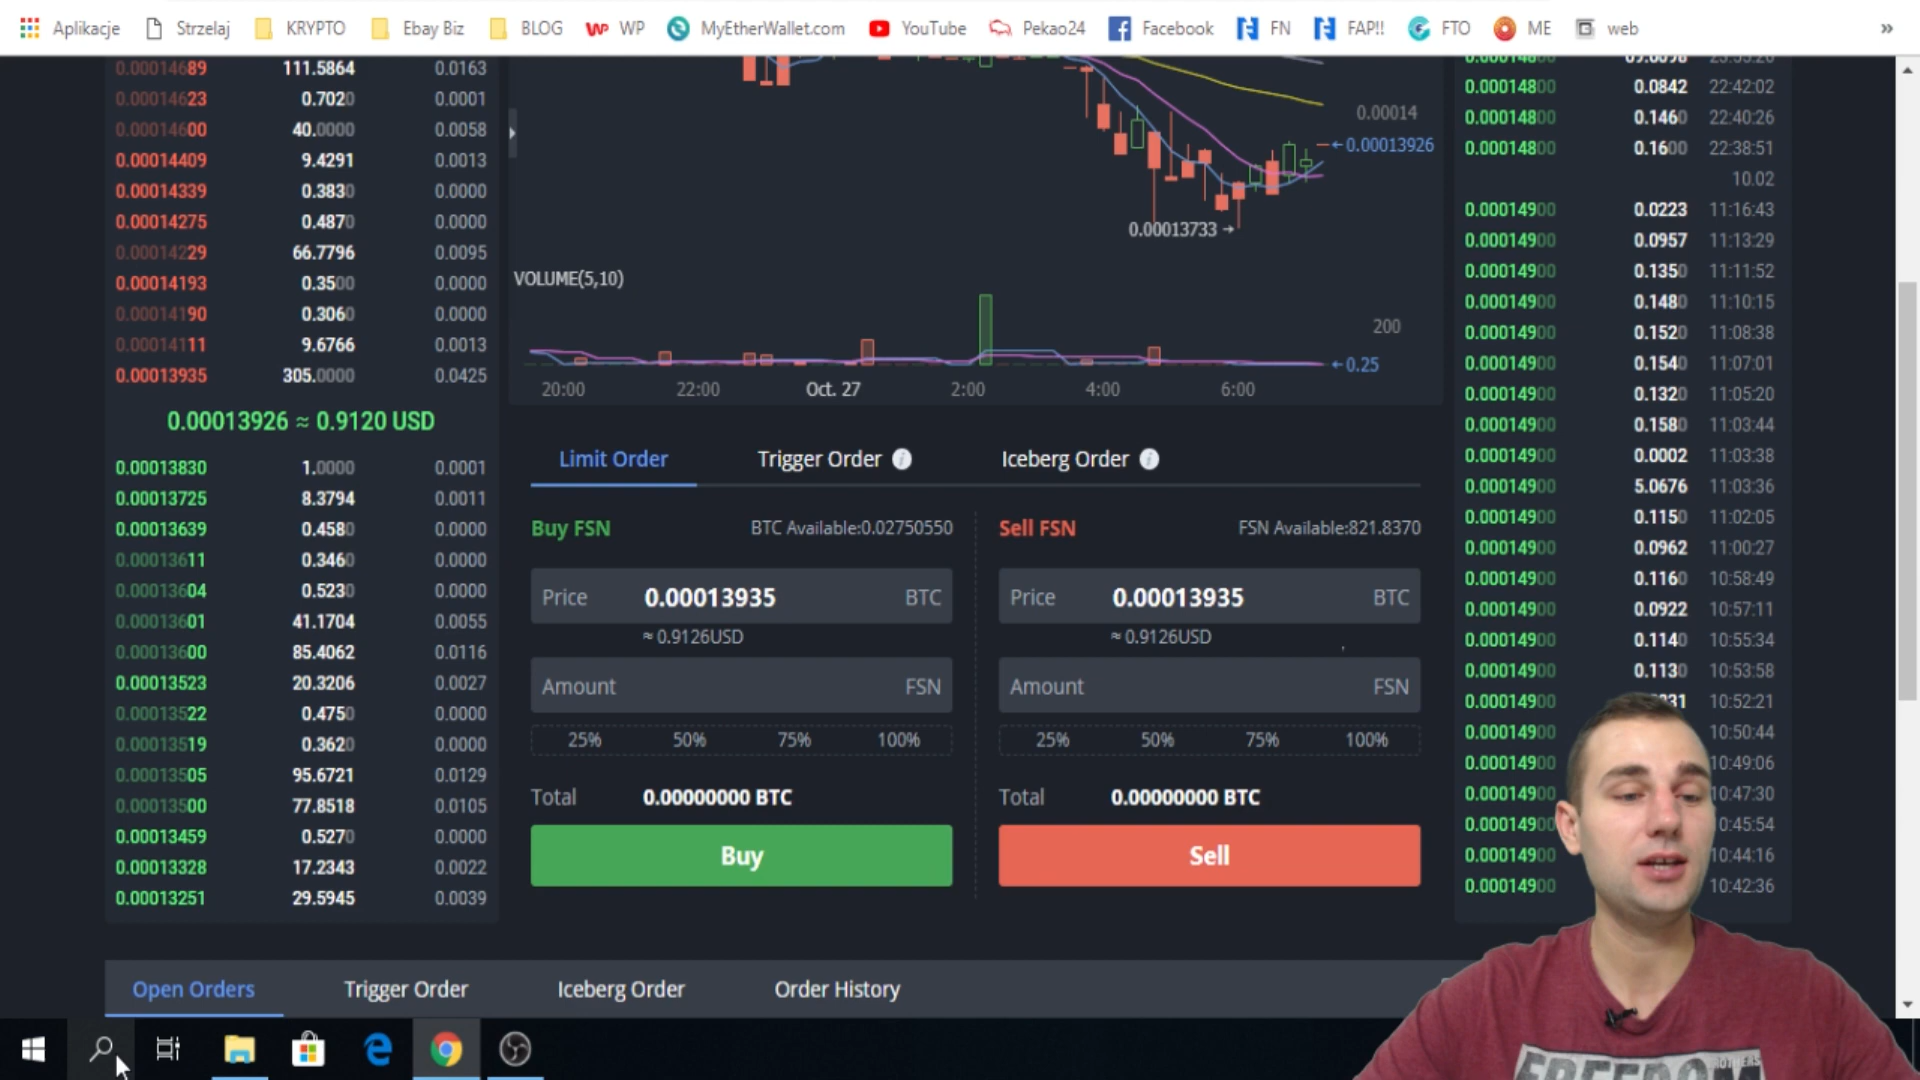 Aplikacje Strzelaj KRYPTO Ebay Biz BLOG WP WP MyEtherWallet.com YouTube Pekao24 Facebook FN FAP!! FTO ME web »
0.00014689 111.5864 0.0163
0.00014623 0.7020 0.0001
0.00014600 40.0000 0.0058
0.00014409 9.4291 0.0013
0.00014339 0.3830 0.0000
0.00014275 0.4870 0.0000
0.00014229 66.7796 0.0095
0.00014193 0.3500 0.0000
0.00014190 0.3060 0.0000
0.00014111 9.6766 0.0013
0.00013935 305.0000 0.0425
0.00013926 ≈ 0.9120 USD
0.00013830 1.0000 0.0001
0.00013725 8.3794 0.0011
0.00013639 0.4580 0.0000
0.00013611 0.3460 0.0000
0.00013604 0.5230 0.0000
0.00013601 41.1704 0.0055
0.00013600 85.4062 0.0116
0.00013523 20.3206 0.0027
0.00013522 0.4750 0.0000
0.00013519 0.3620 0.0000
0.00013505 95.6721 0.0129
0.00013500 77.8518 0.0105
0.00013459 0.5270 0.0000
0.00013328 17.2343 0.0022
0.00013251 29.5945 0.0039
0.00014
←0.00013926
0.00013733→
VOLUME(5,10)
200
←0.25
20:00 22:00 Oct. 27 2:00 4:00 6:00
Limit Order Trigger Order i Iceberg Order i
Buy FSN BTC Available:0.02750550
Price 0.00013935 BTC
≈ 0.9126USD
Amount FSN
25% 50% 75% 100%
Total 0.00000000 BTC
Buy
Sell FSN FSN Available:821.8370
Price 0.00013935 BTC
≈ 0.9126USD
Amount FSN
25% 50% 75% 100%
Total 0.00000000 BTC
Sell
0.00014800 0.0842 22:42:02
0.00014800 0.1460 22:40:26
0.00014800 0.1600 22:38:51
10.02
0.00014900 0.0223 11:16:43
0.00014900 0.0957 11:13:29
0.00014900 0.1350 11:11:52
0.00014900 0.1480 11:10:15
0.00014900 0.1520 11:08:38
0.00014900 0.1540 11:07:01
0.00014900 0.1320 11:05:20
0.00014900 0.1580 11:03:44
0.00014900 0.0002 11:03:38
0.00014900 5.0676 11:03:36
0.00014900 0.1150 11:02:05
0.00014900 0.0962 11:00:27
0.00014900 0.1160 10:58:49
0.00014900 0.0922 10:57:11
0.00014900 0.1140 10:55:34
0.00014900 0.1130 10:53:58
0.00014900 10:52:21
0.00014900 10:50:44
0.00014900 10:49:06
0.00014900 10:47:30
0.00014900 10:45:54
0.00014900 10:44:16
0.00014900 10:42:36
Open Orders Trigger Order Iceberg Order Order History
FREEDOM